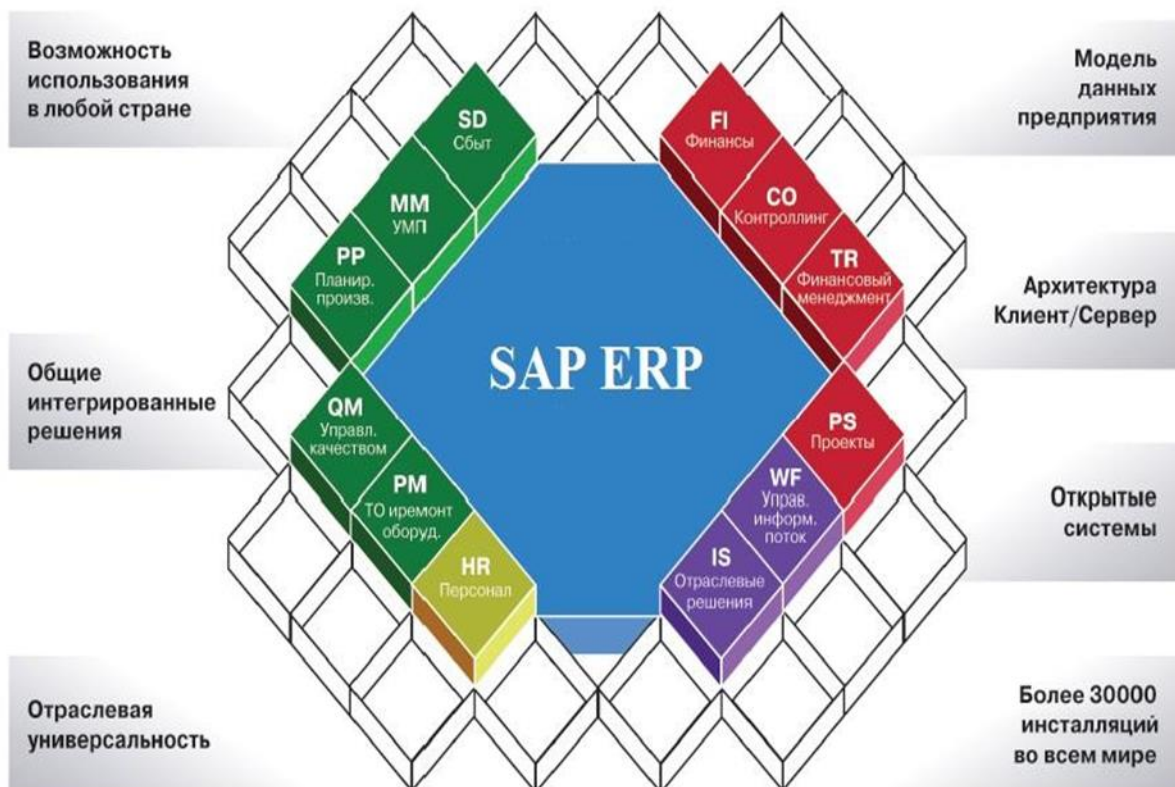 Возможность
использования
в любой стране
Общие
интегрированные
решения
Отраслевая
универсальность
SD
Сбыт
MM
УМП
PP
Планир.
произв.
QM
Управл.
качеством
PM
ТО иремонт
оборуд.
HR
Персонал
SAP ERP
FI
Финансы
CO
Контроллинг
TR
Финансовый
менеджмент
PS
Проекты
WF
Управ.
информ.
поток
IS
Отраслевые
решения
Модель
данных
предприятия
Архитектура
Клиент/Сервер
Открытые
системы
Более 30000
инсталляций
во всем мире